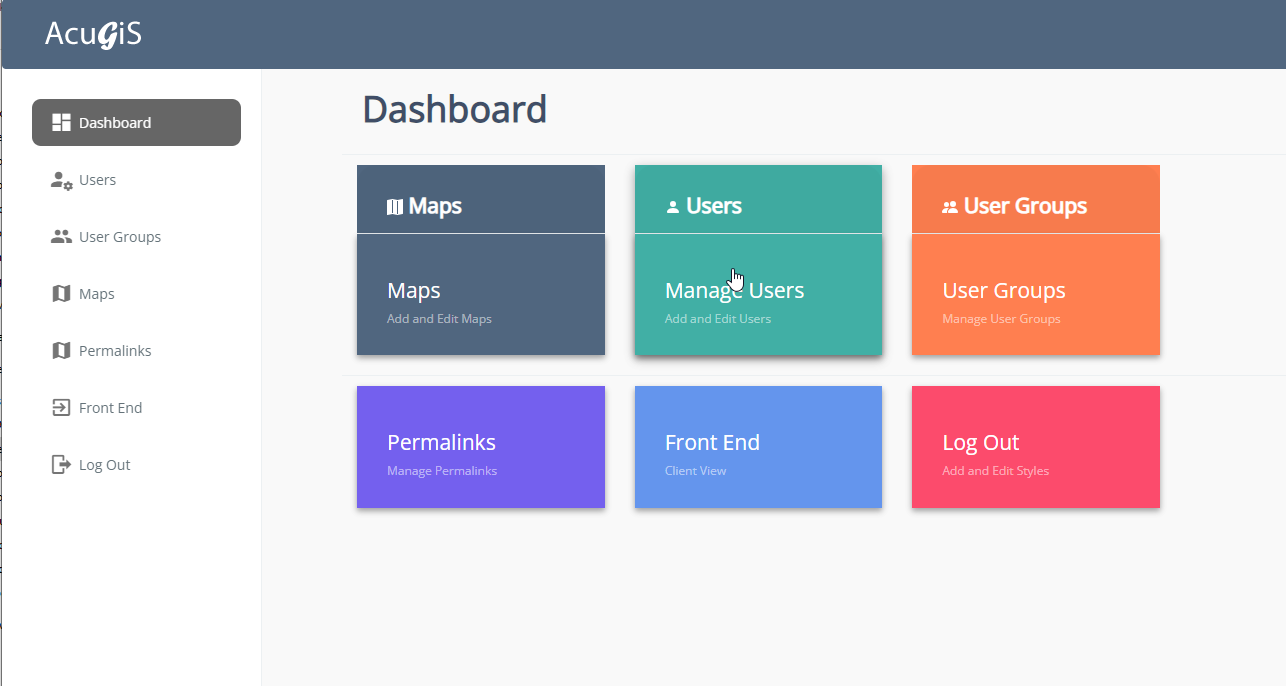 AcuGiS
Dashboard
Users
User Groups
Maps
Permalinks
Front End
Log Out
Dashboard
Maps
Maps
Add and Edit Maps
Users
Manage Users
Add and Edit Users
User Groups
User Groups
Manage User Groups
Permalinks
Manage Permalinks
Front End
Client View
Log Out
Add and Edit Styles